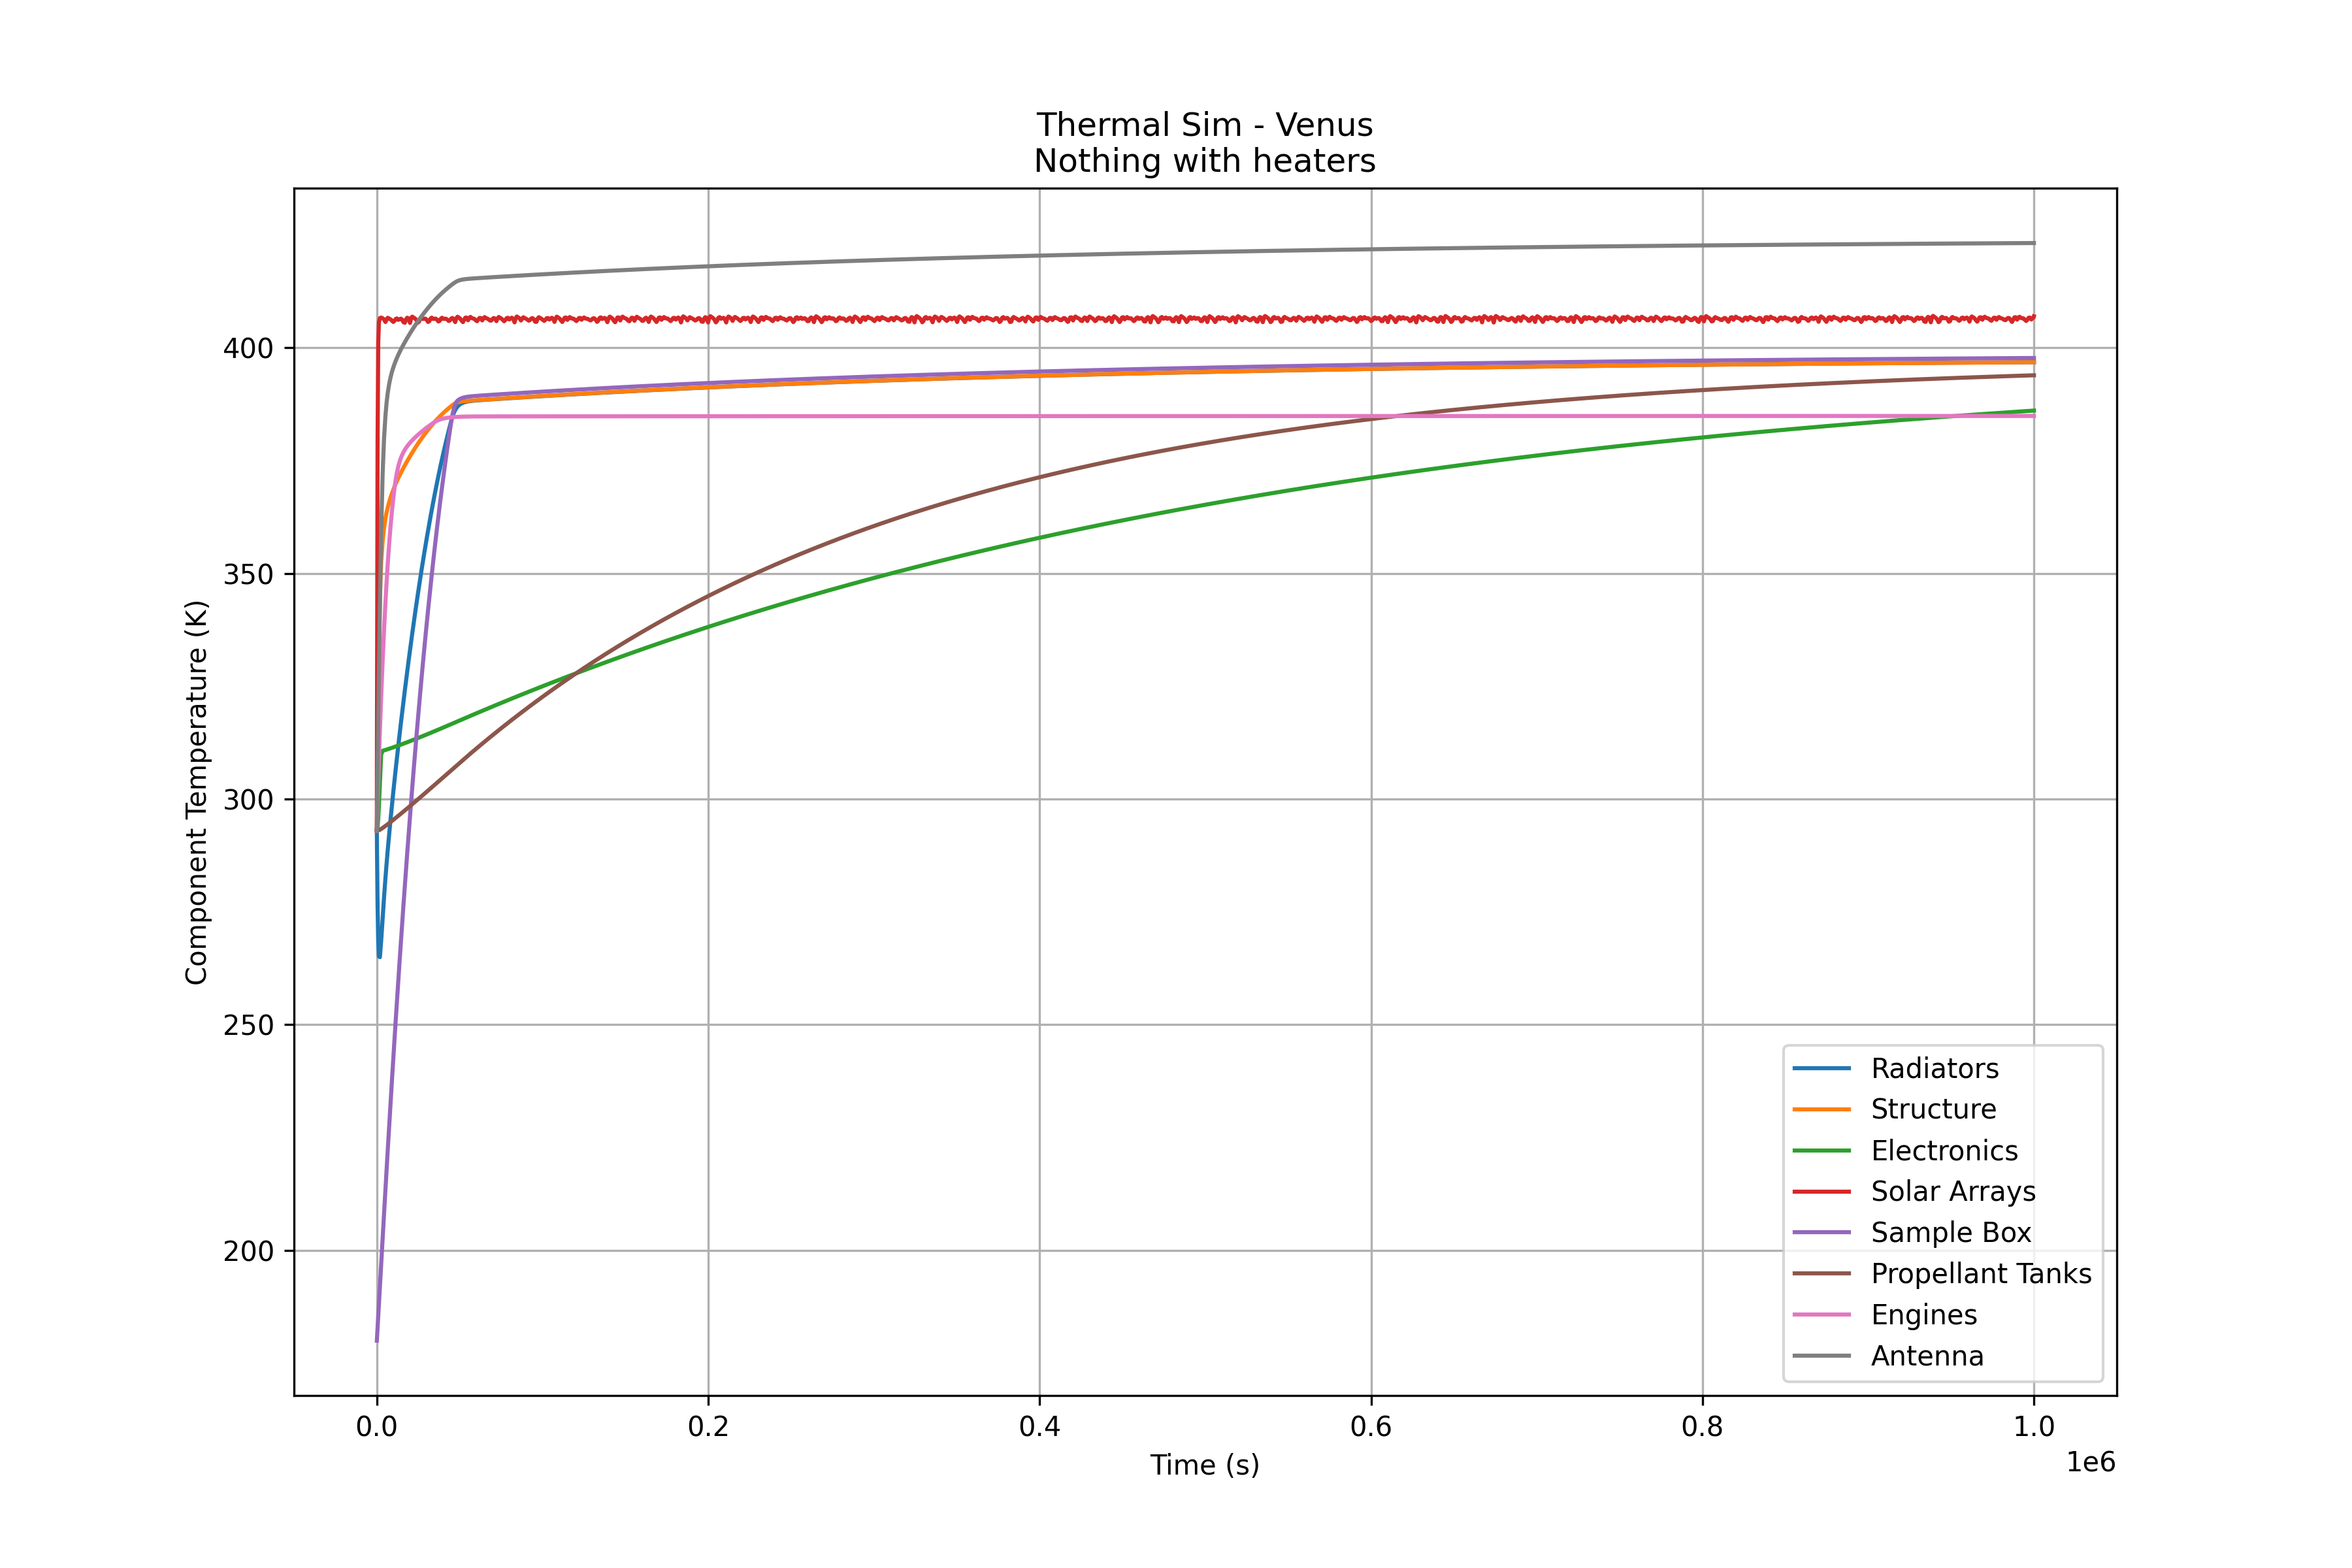 Thermal Sim - Venus
Nothing with heaters
Component Temperature (K)
400
350
300
250
200
Radiators
Structure
Electronics
Solar Arrays
Sample Box
Propellant Tanks
Engines
Antenna
0.0 0.2 0.4 0.6 0.8 1.0
Time (s)
1e6